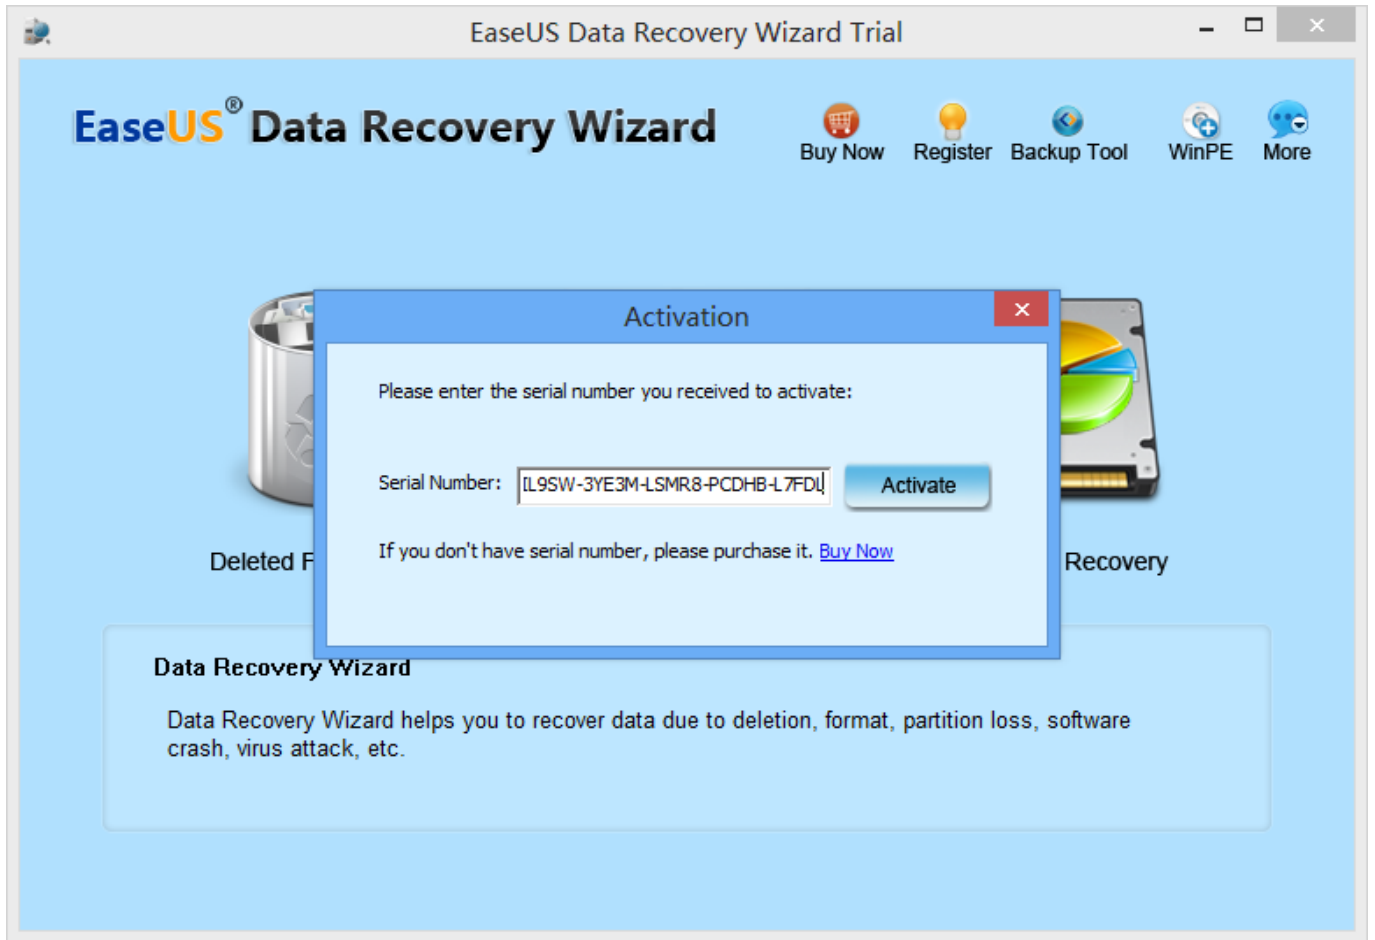 EaseUS Data Recovery Wizard Trial
EaseUS® Data Recovery Wizard
Buy Now Register Backup Tool WinPE More
Activation
Please enter the serial number you received to activate:
Serial Number: IL9SW-3YE3M-LSMR8-PCDHB-L7FDL Activate
If you don't have serial number, please purchase it. Buy Now
Deleted F Recovery
Data Recovery Wizard
Data Recovery Wizard helps you to recover data due to deletion, format, partition loss, software
crash, virus attack, etc.